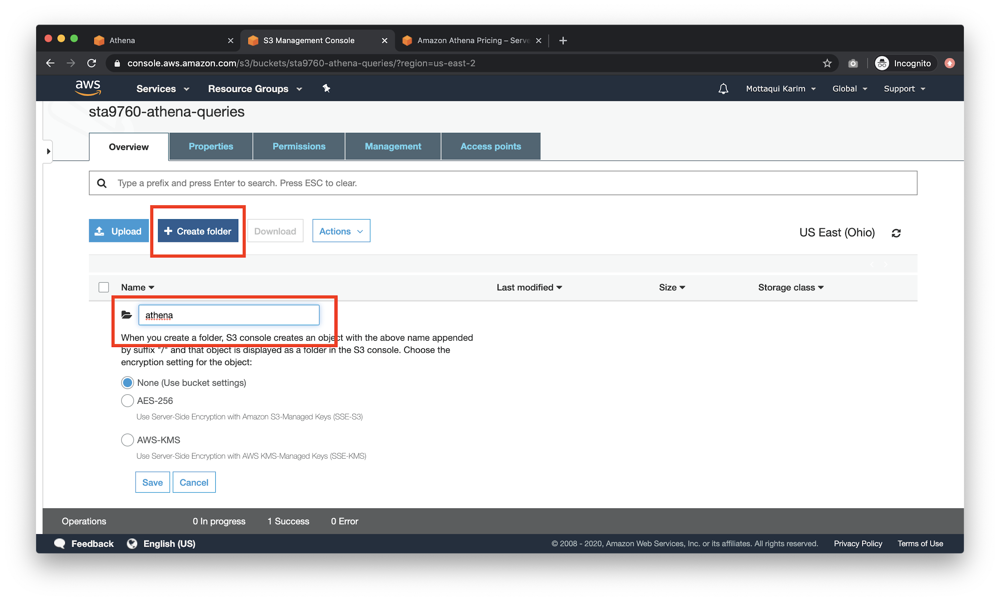 Athena
S3 Management Console
Amazon Athena Pricing – Serve
console.aws.amazon.com/s3/buckets/sta9760-athena-queries/?region=us-east-2
Incognito
aws
Services
Resource Groups
Mottaqui Karim
Global
Support
sta9760-athena-queries
Overview
Properties
Permissions
Management
Access points
Type a prefix and press Enter to search. Press ESC to clear.
Upload
Create folder
Download
Actions
US East (Ohio)
Name
Last modified
Size
Storage class
athena
When you create a folder, S3 console creates an object with the above name appended
by suffix "/" and that object is displayed as a folder in the S3 console. Choose the
encryption setting for the object:
None (Use bucket settings)
AES-256
Use Server-Side Encryption with Amazon S3-Managed Keys (SSE-S3)
AWS-KMS
Use Server-Side Encryption with AWS KMS-Managed Keys (SSE-KMS)
Save
Cancel
Operations
0 In progress
1 Success
0 Error
Feedback
English (US)
© 2008 - 2020, Amazon Web Services, Inc. or its affiliates. All rights reserved.
Privacy Policy
Terms of Use